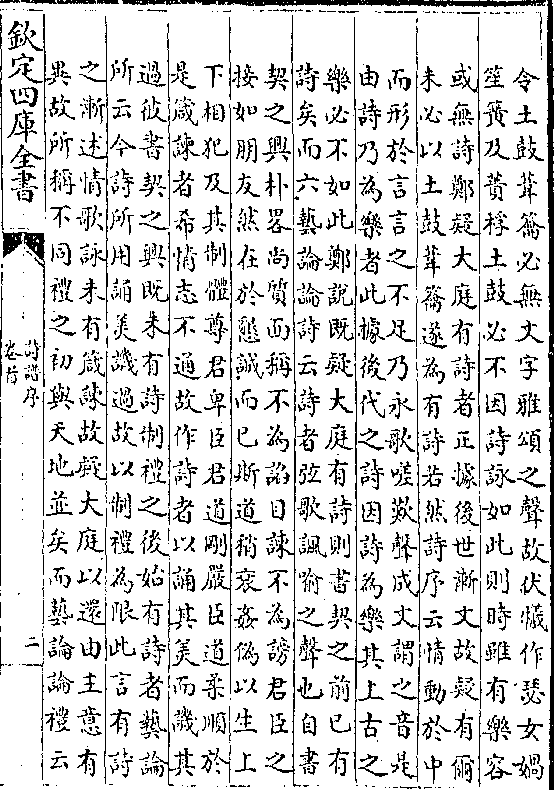 令土鼓葦籥必無文字雅頌之聲故伏犧作瑟女媧
笙簧及蕢桴土鼓必不因詩詠如此則時雖有樂容
或無詩鄭疑大庭有詩者正據後世漸文故疑有爾
未必以土鼓葦籥遂為有詩若然詩序云情動於中
而形於言言之不足乃永歌嗟歎聲成文謂之音是
由詩乃為樂者此據後代之詩因詩為樂其上古之
樂必不如此鄭說既疑大庭有詩則書契之前已有
詩矣而六藝論論詩云詩者弦歌諷喻之聲也自書
契之興朴畧尚質面稱不為諂目諫不為謗君臣之
接如朋友然在於懇誠而已斯道稍衰姦偽以生上
下相犯及其制體尊君卑臣君道剛嚴臣道柔順於
是箴諫者希情志不通故作詩者以誦其美而譏其
過彼書契之興既未有詩制禮之後始有詩者藝論
所云今詩所用誦美譏過故以制禮為限此言有詩
之漸述情歌詠未有箴諫故疑大庭以還由主意有
異故所稱不同禮之初與天地並矣而藝論論禮云
欽定四庫全書
詩譜序
卷首
二